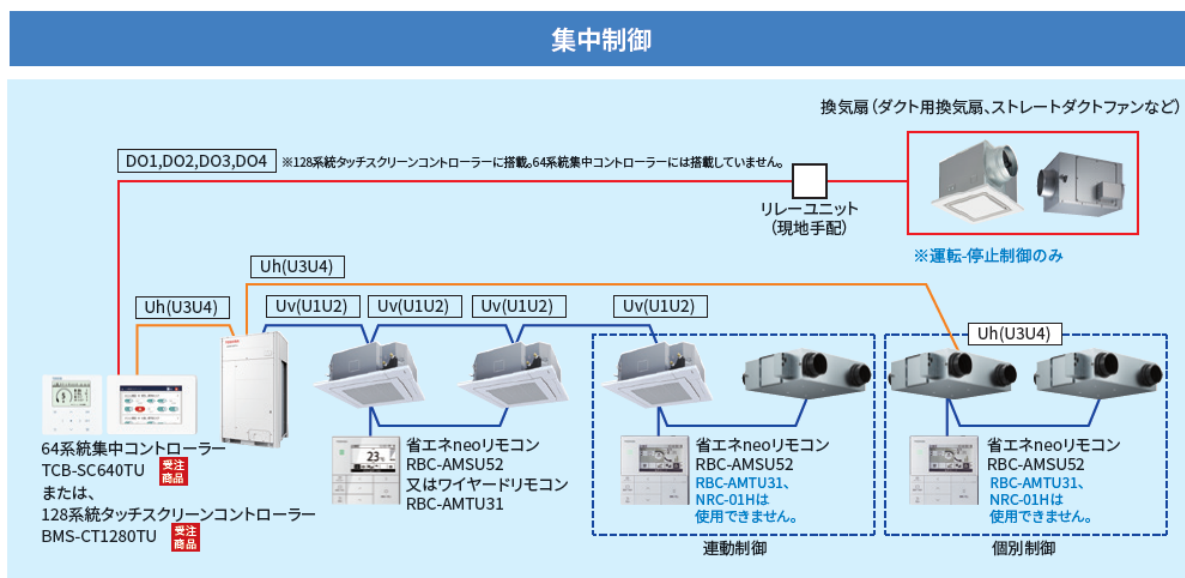 集中制御
換気扇（ダクト用換気扇、ストレートダクトファンなど）
DO1,DO2,DO3,DO4
※128系統タッチスクリーンコントローラーに搭載。64系統集中コントローラーには搭載していません。
リレーユニット
（現地手配）
※運転-停止制御のみ
Uh(U3U4)
Uh(U3U4)
Uv(U1U2)
Uv(U1U2)
Uv(U1U2)
Uv(U1U2)
Uh(U3U4)
64系統集中コントローラー
TCB-SC640TU
受注
商品
または、
128系統タッチスクリーンコントローラー
BMS-CT1280TU
受注
商品
省エネneoリモコン
RBC-AMSU52
又はワイヤードリモコン
RBC-AMTU31
省エネneoリモコン
RBC-AMSU52
RBC-AMTU31、
NRC-01Hは
使用できません。
連動制御
省エネneoリモコン
RBC-AMSU52
RBC-AMTU31、
NRC-01Hは
使用できません。
個別制御